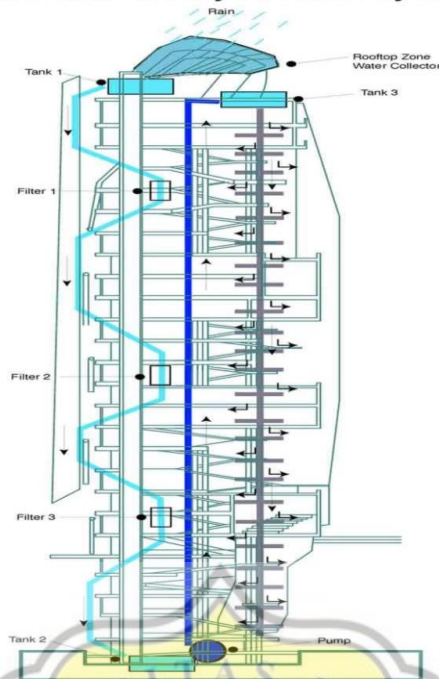 Rain
Tank 1
Rooftop Zone
Water Collector
Tank 3
Filter 1
Filter 2
Filter 3
Tank 2
Pump